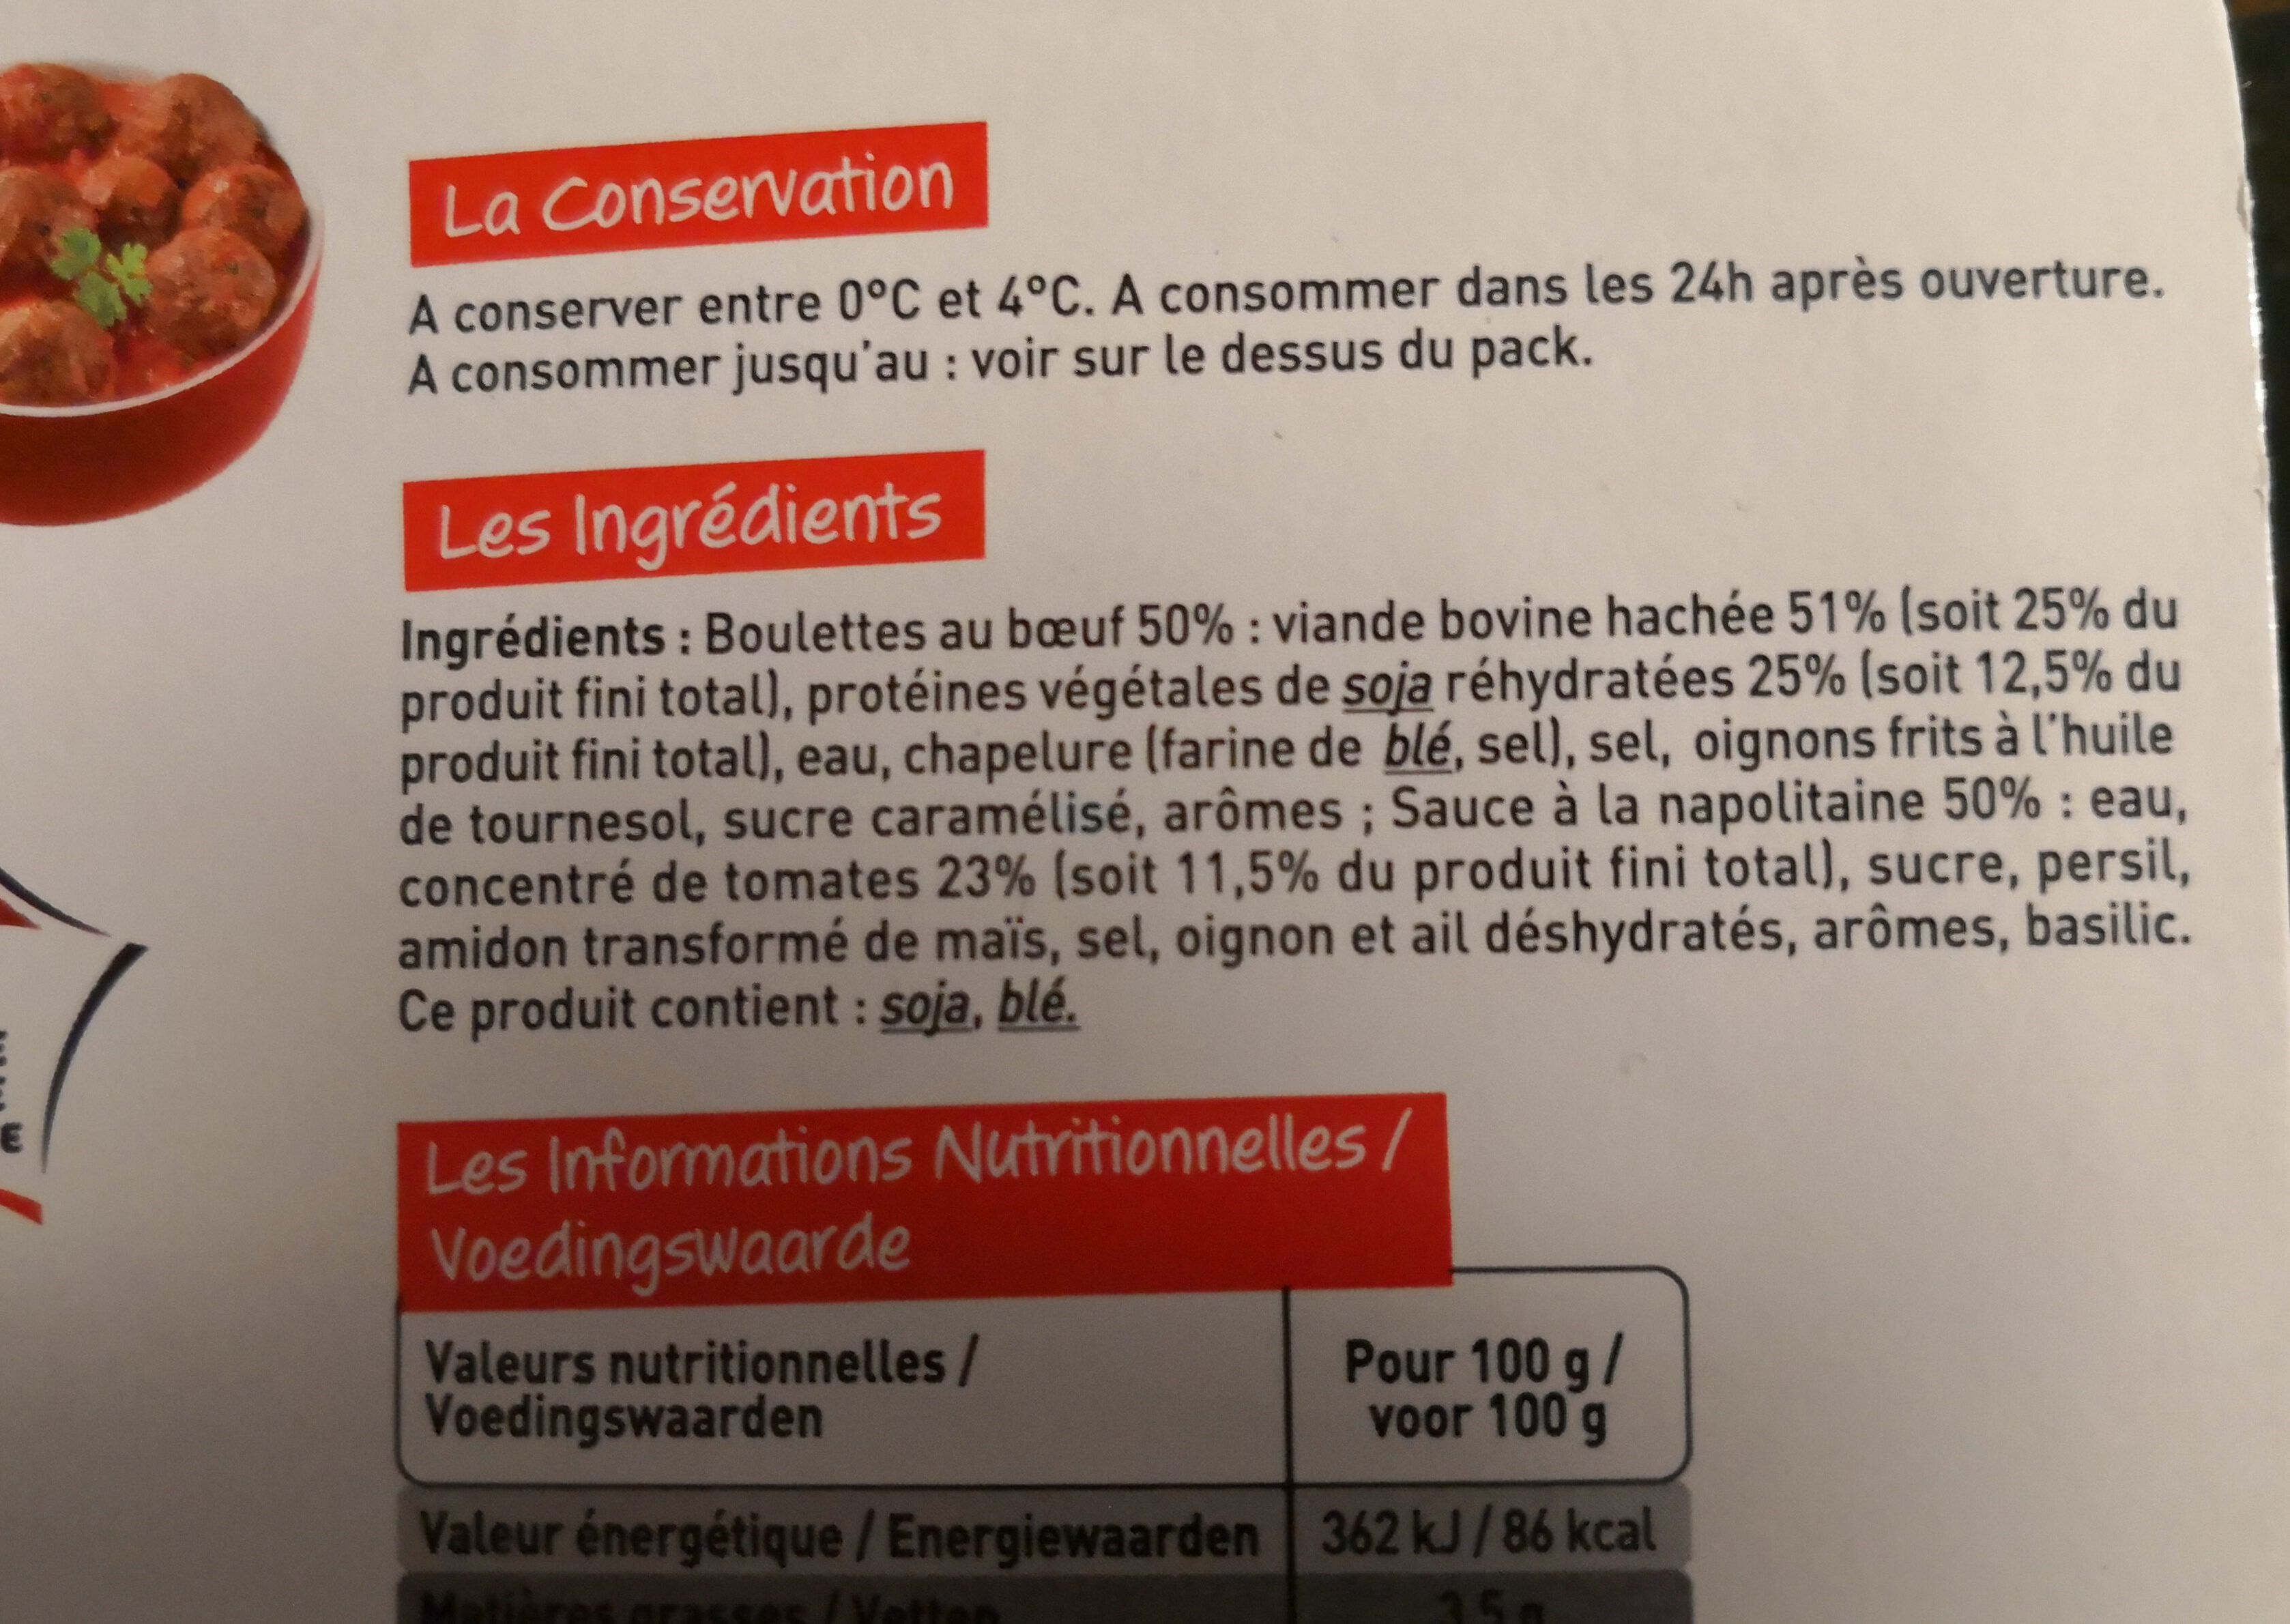 La Conservation
A conserver entre 0°C et 4°C. A consommer dans les 24h après ouverture.
A consommer jusqu'au : voir sur le dessus du pack.
Les Ingrédients
Ingrédients : Boulettes au bœuf 50% : viande bovine hachée 51% (soit 25% du
produit fini total), protéines végétales de soja réhydratées 25% (soit 12,5% du
produit fini total), eau, chapelure (farine de blé, sel), sel, oignons frits à l'huile
de tournesol, sucre caramélisé, arômes ; Sauce à la napolitaine 50% : eau,
concentré de tomates 23% (soit 11,5% du produit fini total), sucre, persil,
amidon transformé de maïs, sel, oignon et ail déshydratés, arômes, basilic.
Ce produit contient : soja, blé.
Les Informations Nutritionnelles /
Voedingswaarde
Valeurs nutritionnelles /
Voedingswaarden
Pour 100 g /
voor 100 g
Valeur énergétique / Energiewaarden 362 kJ / 86 kcal
Matières grasses / Vetten 3,5 g